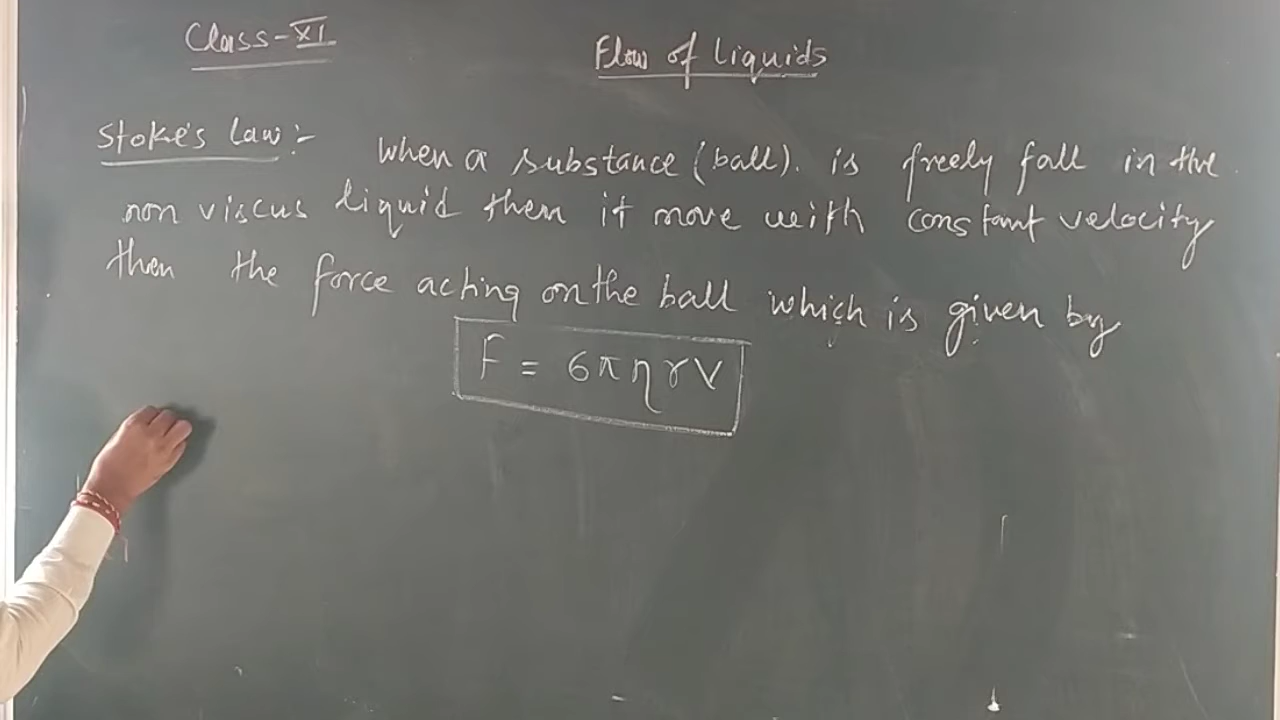 Class-XI
Flow of Liquids
Stoke's Law:- When a substance (ball). is freely fall in the
non viscus liquid then it move with constant velocity
then the force acting on the ball which is given by
F = 6πηrv